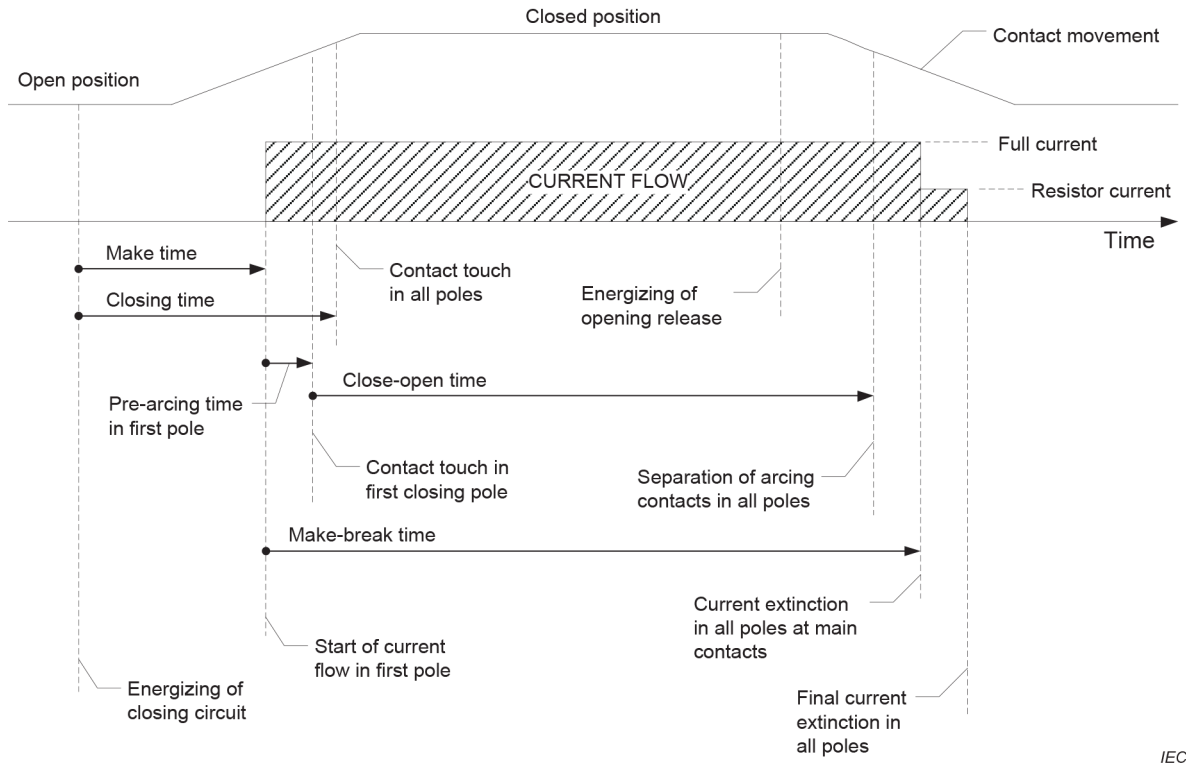 Closed position
Contact movement
Open position
Full current
CURRENT FLOW
Resistor current
Time
Make time
Contact touch
in all poles
Energizing of
opening release
Closing time
Close-open time
Pre-arcing time
in first pole
Contact touch in
first closing pole
Separation of arcing
contacts in all poles
Make-break time
Current extinction
in all poles at main
contacts
Start of current
flow in first pole
Energizing of
closing circuit
Final current
extinction in
all poles
IEC